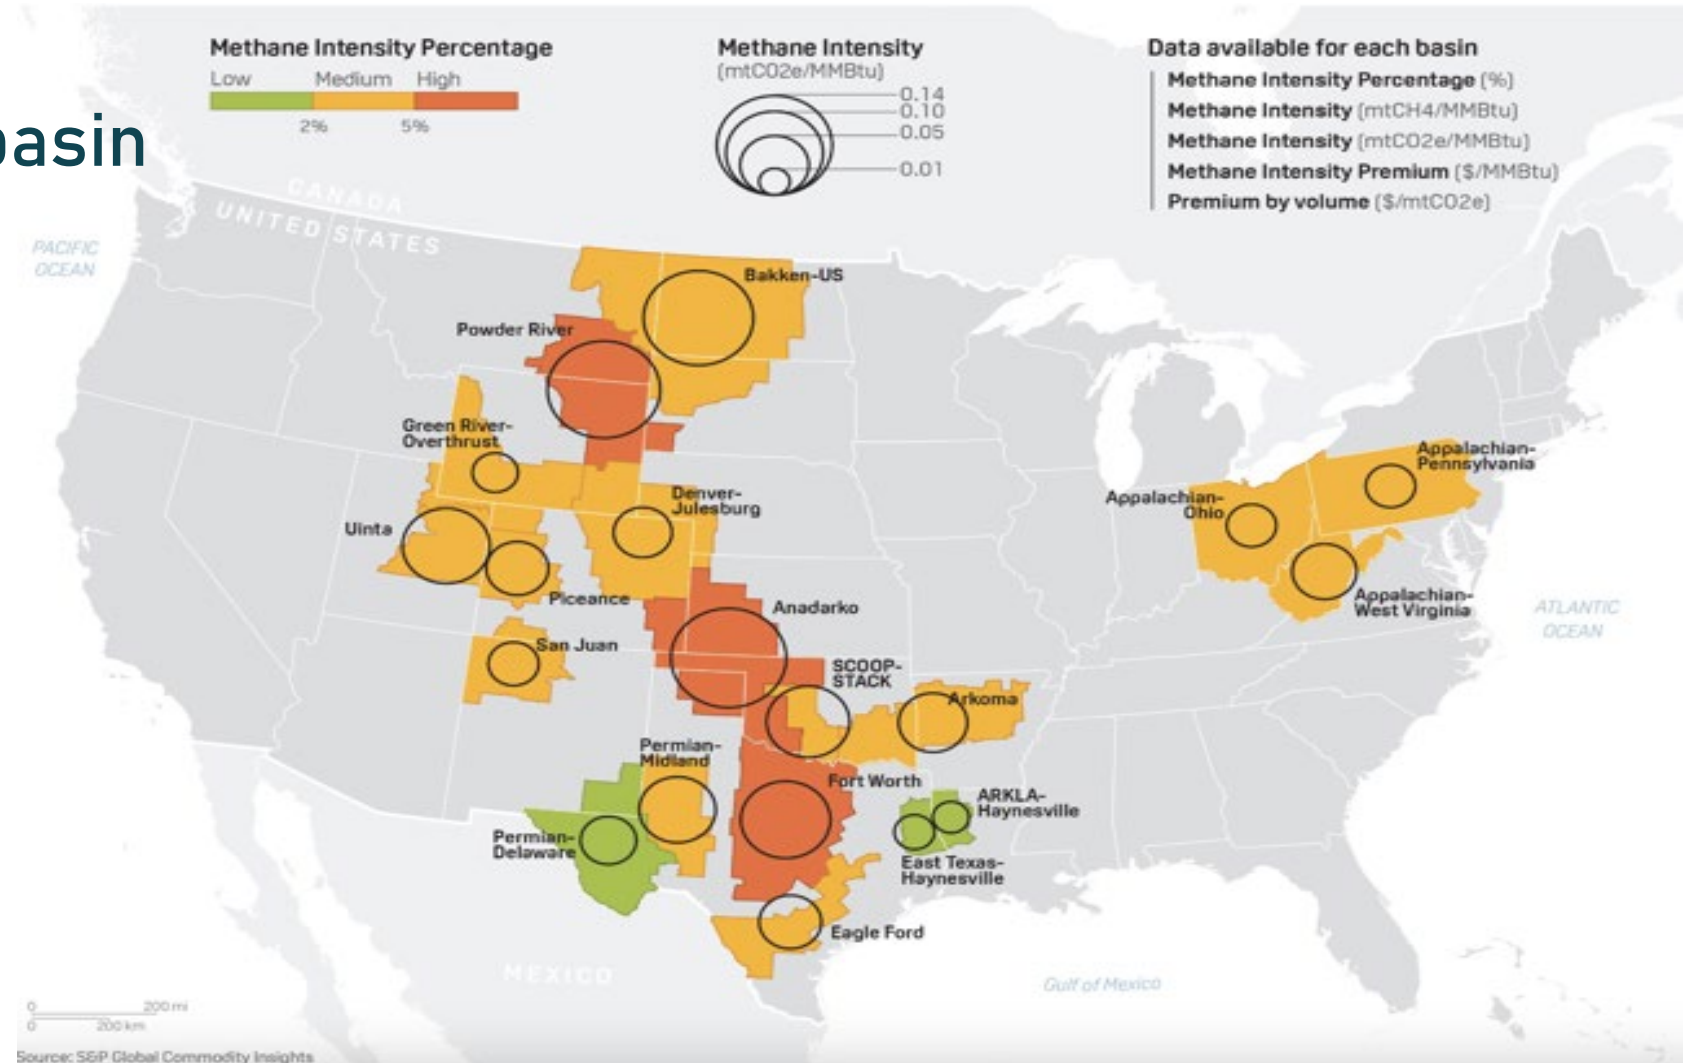 basin
Methane Intensity Percentage
Low Medium High
2% 5%
Methane Intensity
(mtCO2e/MMBtu)
0.14
0.10
0.05
0.01
Data available for each basin
Methane Intensity Percentage (%)
Methane Intensity (mtCH4/MMBtu)
Methane Intensity (mtCO2e/MMBtu)
Methane Intensity Premium ($/MMBtu)
Premium by volume ($/mtCO2e)
CANADA
UNITED STATES
PACIFIC
OCEAN
Bakken-US
Powder River
Green River-
Overthrust
Denver-
Julesburg
Uinta
Piceance
San Juan
Anadarko
SCOOP-
STACK
Arkoma
Appalachian-
Pennsylvania
Appalachian-
Ohio
Appalachian-
West Virginia
ATLANTIC
OCEAN
Permian-
Midland
Fort Worth
ARKLA-
Haynesville
Permian-
Delaware
East Texas-
Haynesville
Eagle Ford
MEXICO
Gulf of Mexico
0 200 mi
0 200 km
Source: S&P Global Commodity Insights